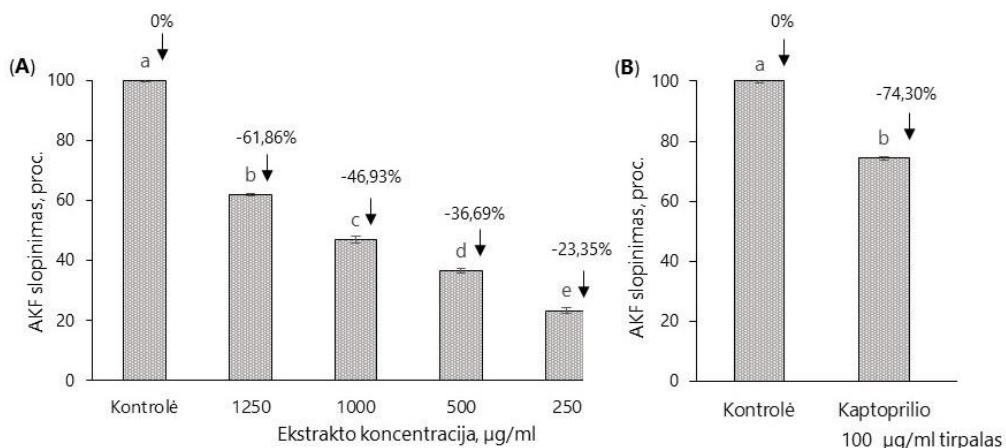 (A)
AKF slopinimas, proc.
100
80
60
40
20
0
0%
a
-61,86%
b
-46,93%
c
-36,69%
d
-23,35%
e
Kontrolė 1250 1000 500 250
Ekstrakto koncentracija, µg/ml
(B)
AKF slopinimas, proc.
100
80
60
40
20
0
0%
a
-74,30%
b
Kontrolė Kaptoprilio
100 µg/ml tirpalas